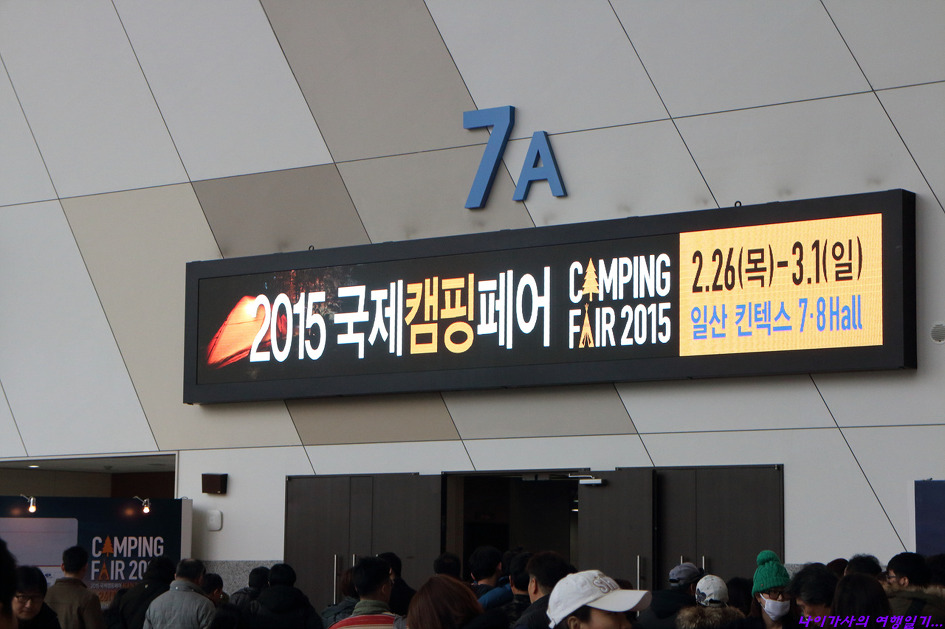 7A
2015 국제캠핑페어
CAMPING
FAIR 2015
2.26(목)-3.1(일)
일산 킨텍스 7·8Hall
CAMPING
FAIR 20
나이가사의 여행일기...